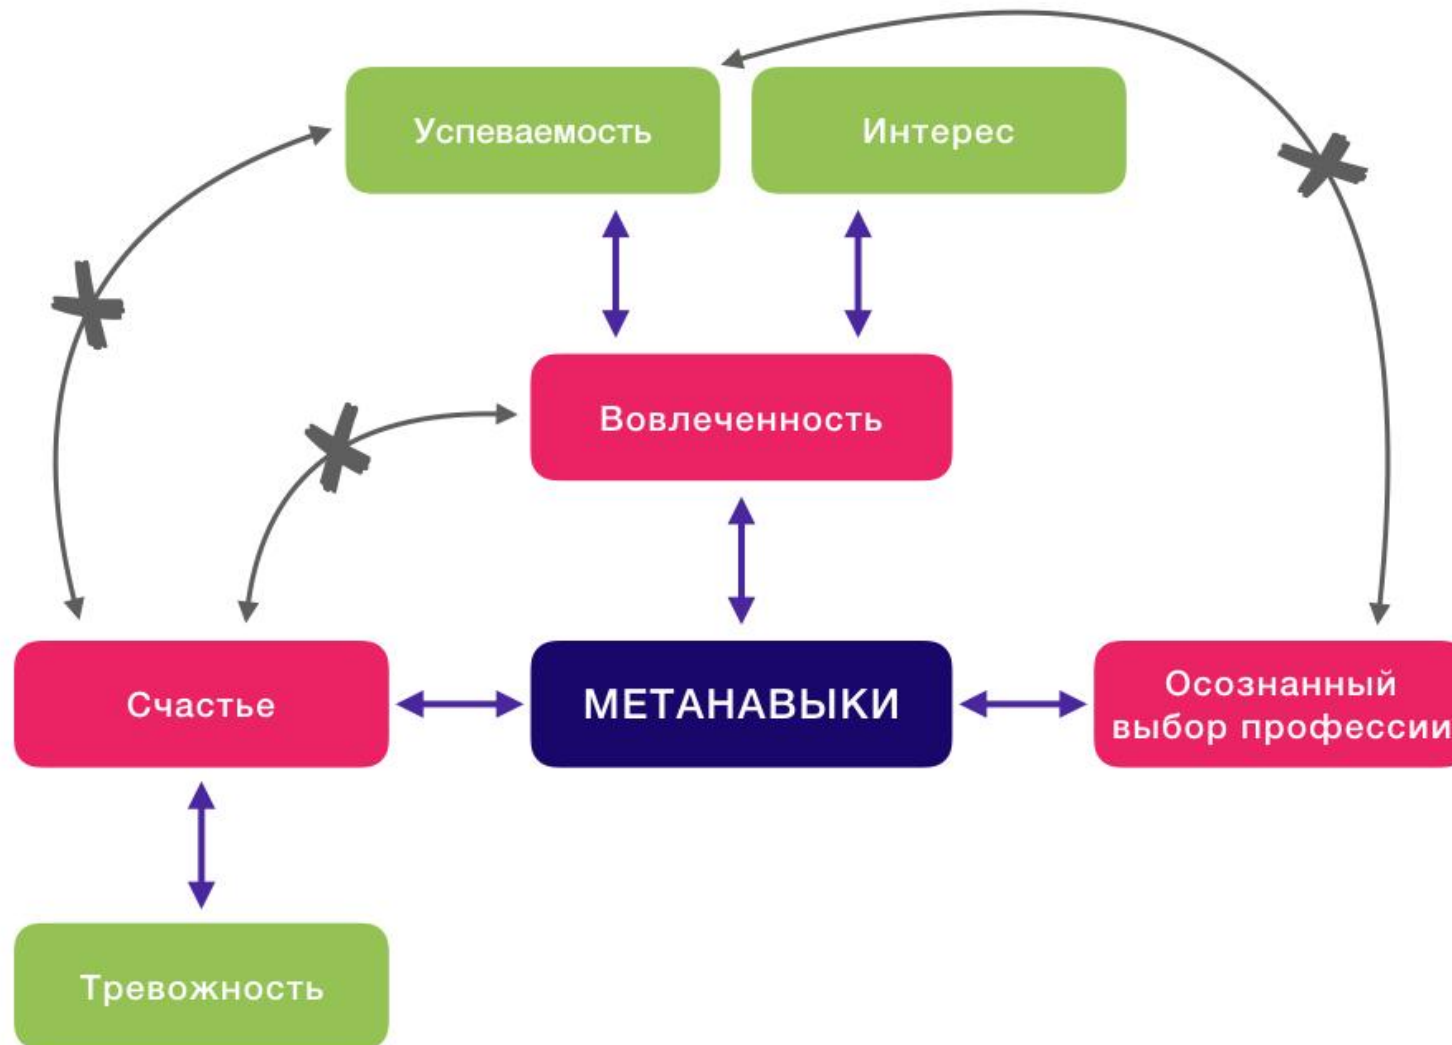 Успеваемость
Интерес
Вовлеченность
Счастье
МЕТАНАВЫКИ
Осознанный
выбор профессии
Тревожность